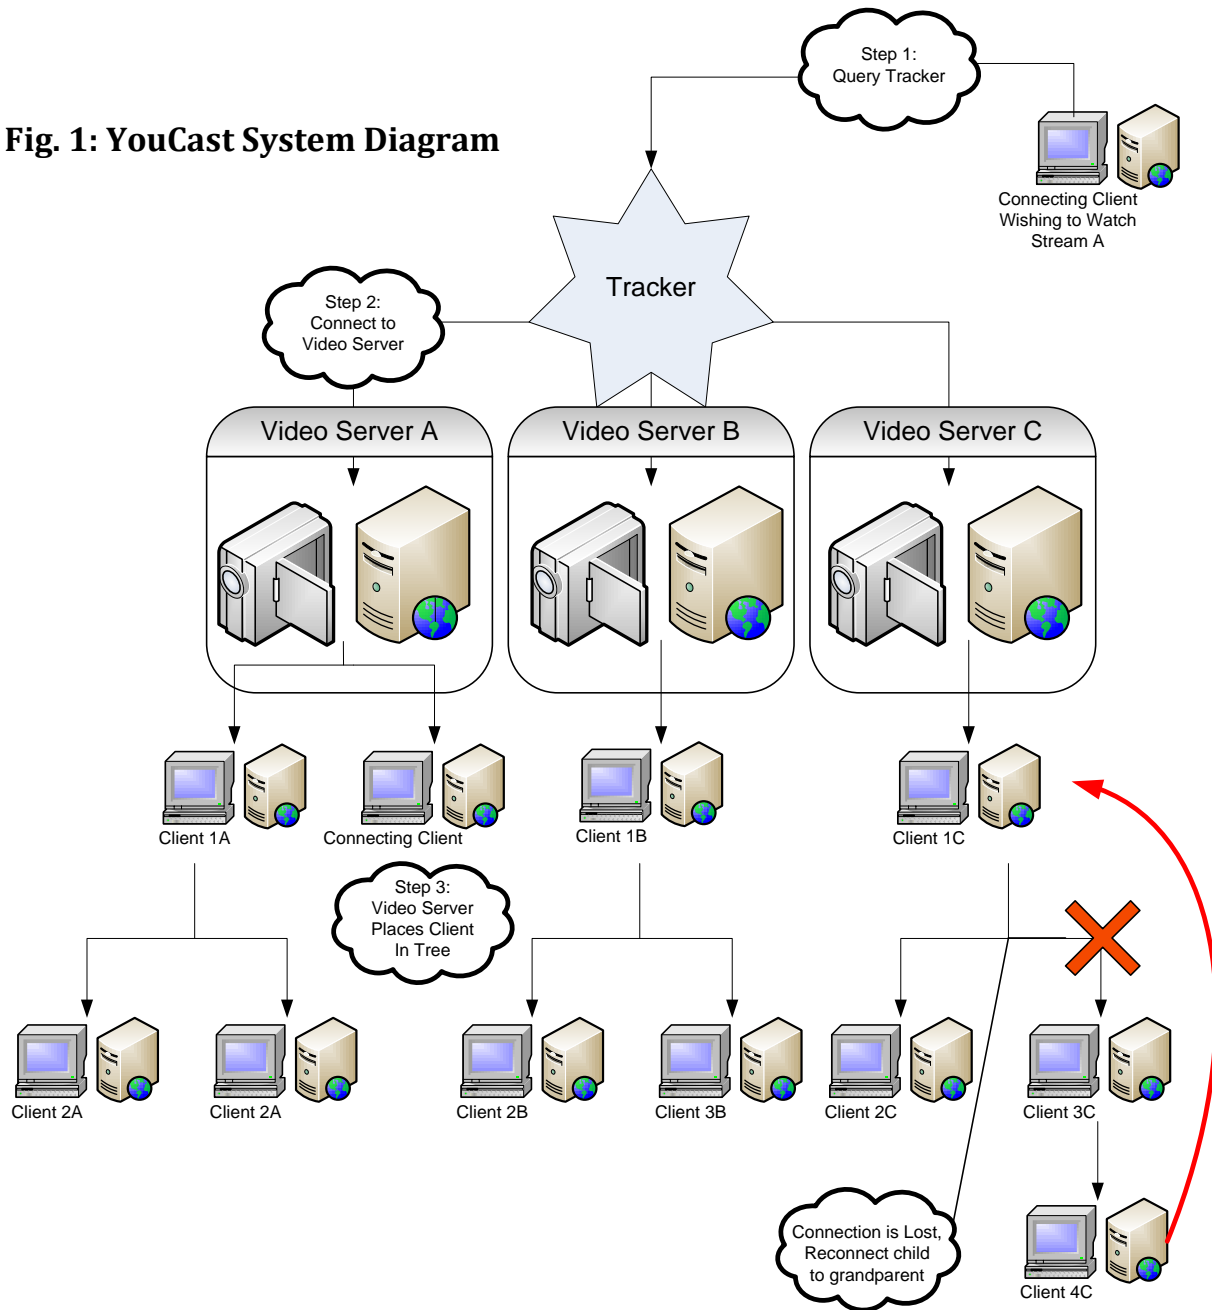 Step 1:
Query Tracker
Fig. 1: YouCast System Diagram
Connecting Client
Wishing to Watch
Stream A
Tracker
Step 2:
Connect to
Video Server
Video Server A
Video Server B
Video Server C
Client 1A
Connecting Client
Client 1B
Client 1C
Step 3:
Video Server
Places Client
In Tree
Client 2A
Client 2A
Client 2B
Client 3B
Client 2C
Client 3C
Connection is Lost,
Reconnect child
to grandparent
Client 4C